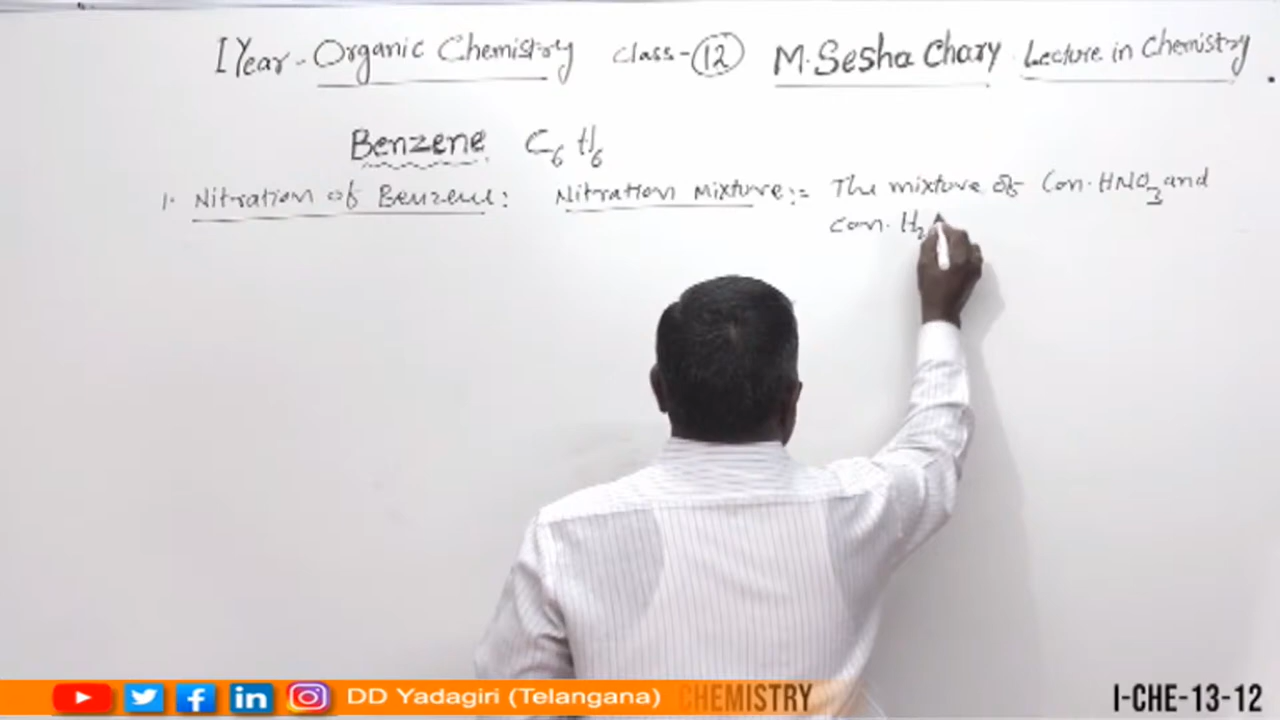 I Year - Organic Chemistry Class - 12 M. Sesha Chary Lecture in Chemistry.
Benzene C6H6
1. Nitration of Benzene: Nitration Mixture:- The mixture of Con. HNO3 and
Con. H2
DD Yadagiri (Telangana) CHEMISTRY I-CHE-13-12